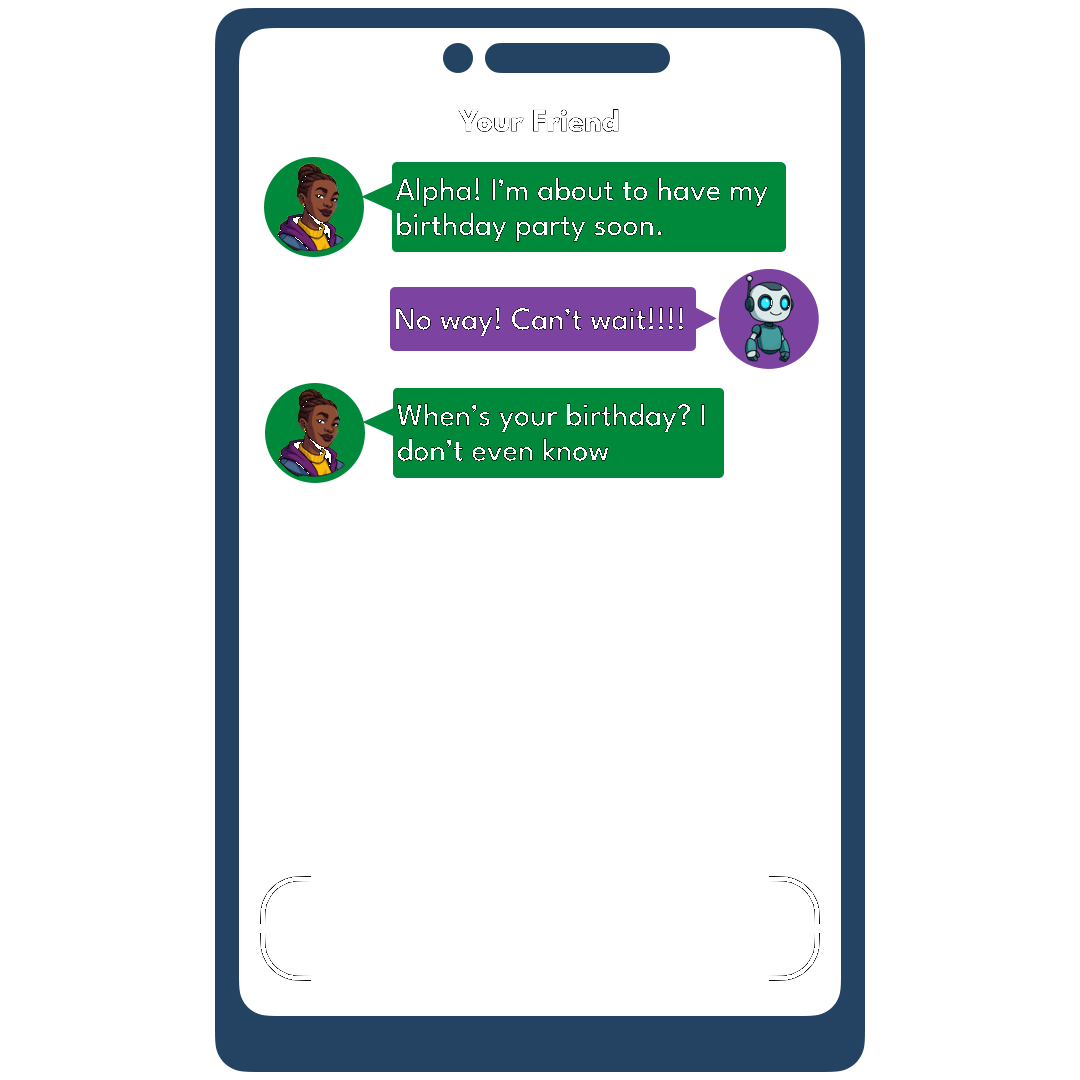 Your Friend
Alpha! I’m about to have my
birthday party soon.
No way! Can’t wait!!!!
When’s your birthday? I
don’t even know